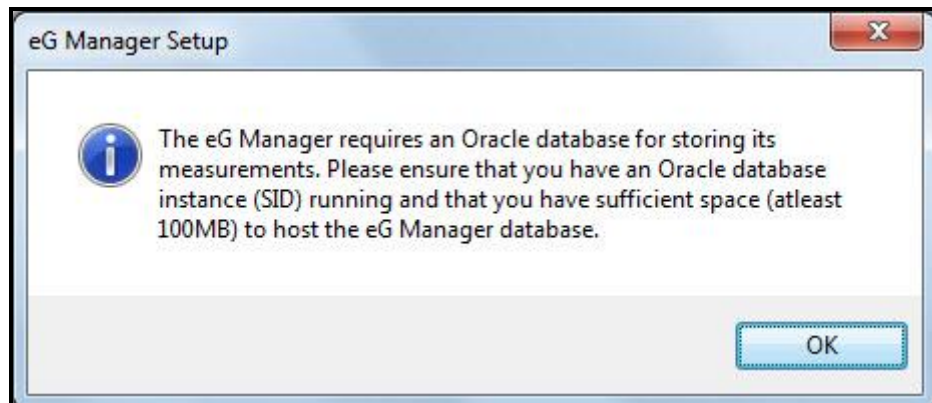 eG Manager Setup
The eG Manager requires an Oracle database for storing its
measurements. Please ensure that you have an Oracle database
instance (SID) running and that you have sufficient space (atleast
100MB) to host the eG Manager database.
OK